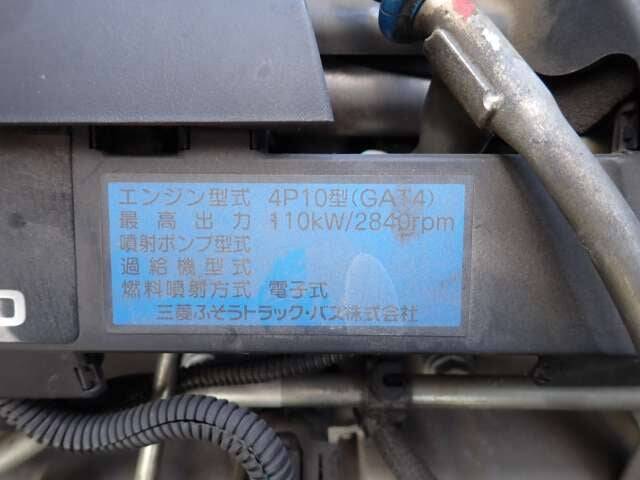 エンジン型式 4P10型(GAT4)
最高出力 110kW/2840rpm
噴射ポンプ型式
過給機型式
燃料噴射方式 電子式
三菱ふそうトラック・バス株式会社